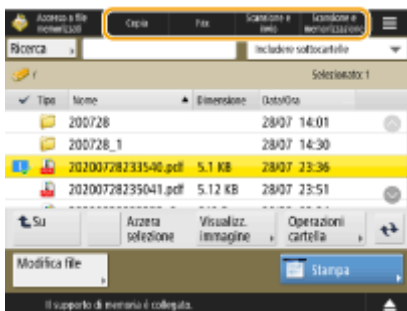 Accesso a file memorizzati
Copia
Fax
Scansione e invio
Scansione e memorizzazione
Ricerca
Includere sottocartelle
/
Selezionato: 1
Tipo Nome Dimensione Data/Ora
200728 28/07 14:01
200728_1 28/07 14:30
20200728233540.pdf 5.1 KB 28/07 23:36
20200728235041.pdf 5.12 KB 28/07 23:51
Su
Azzera selezione
Visualizz. immagine
Operazioni cartella
Modifica file
Stampa
Il supporto di memoria è collegato.